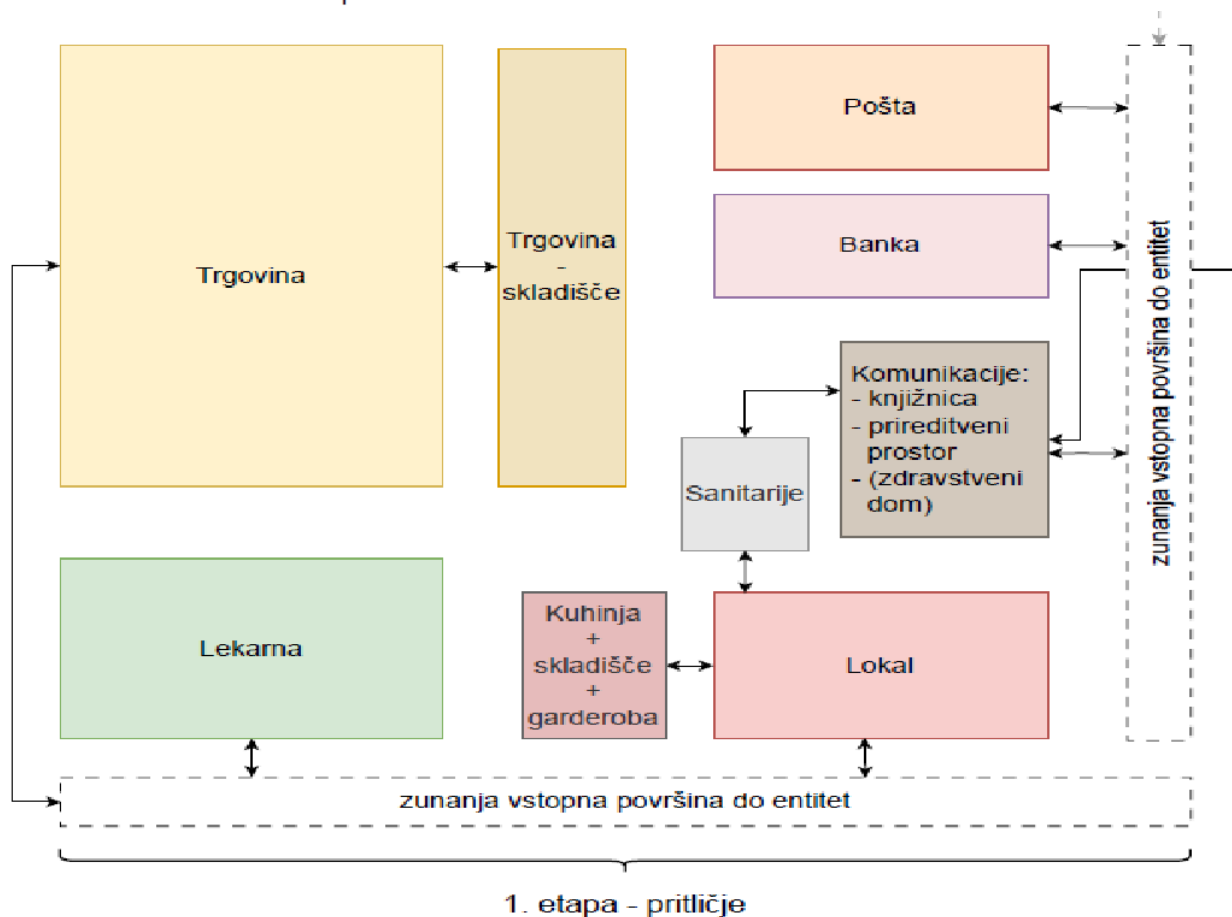 Pošta
Trgovina
-
skladišče
Banka
Trgovina
zunanja vstopna površina do entitet
Komunikacije:
- knjižnica
- prireditveni
prostor
- (zdravstveni
dom)
Sanitarije
Kuhinja
+
skladišče
+
garderoba
Lekarna
Lokal
zunanja vstopna površina do entitet
1. etapa - pritličje